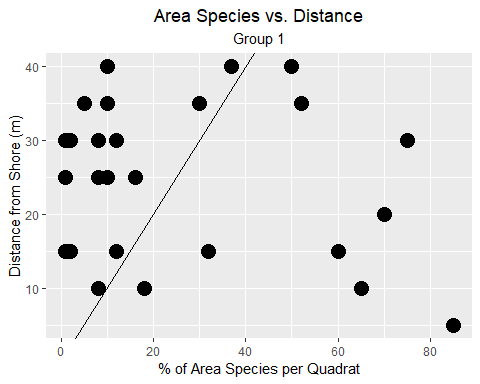 Area Species vs. Distance
Group 1
Distance from Shore (m)
40
30
20
10
0
20
40
60
80
% of Area Species per Quadrat